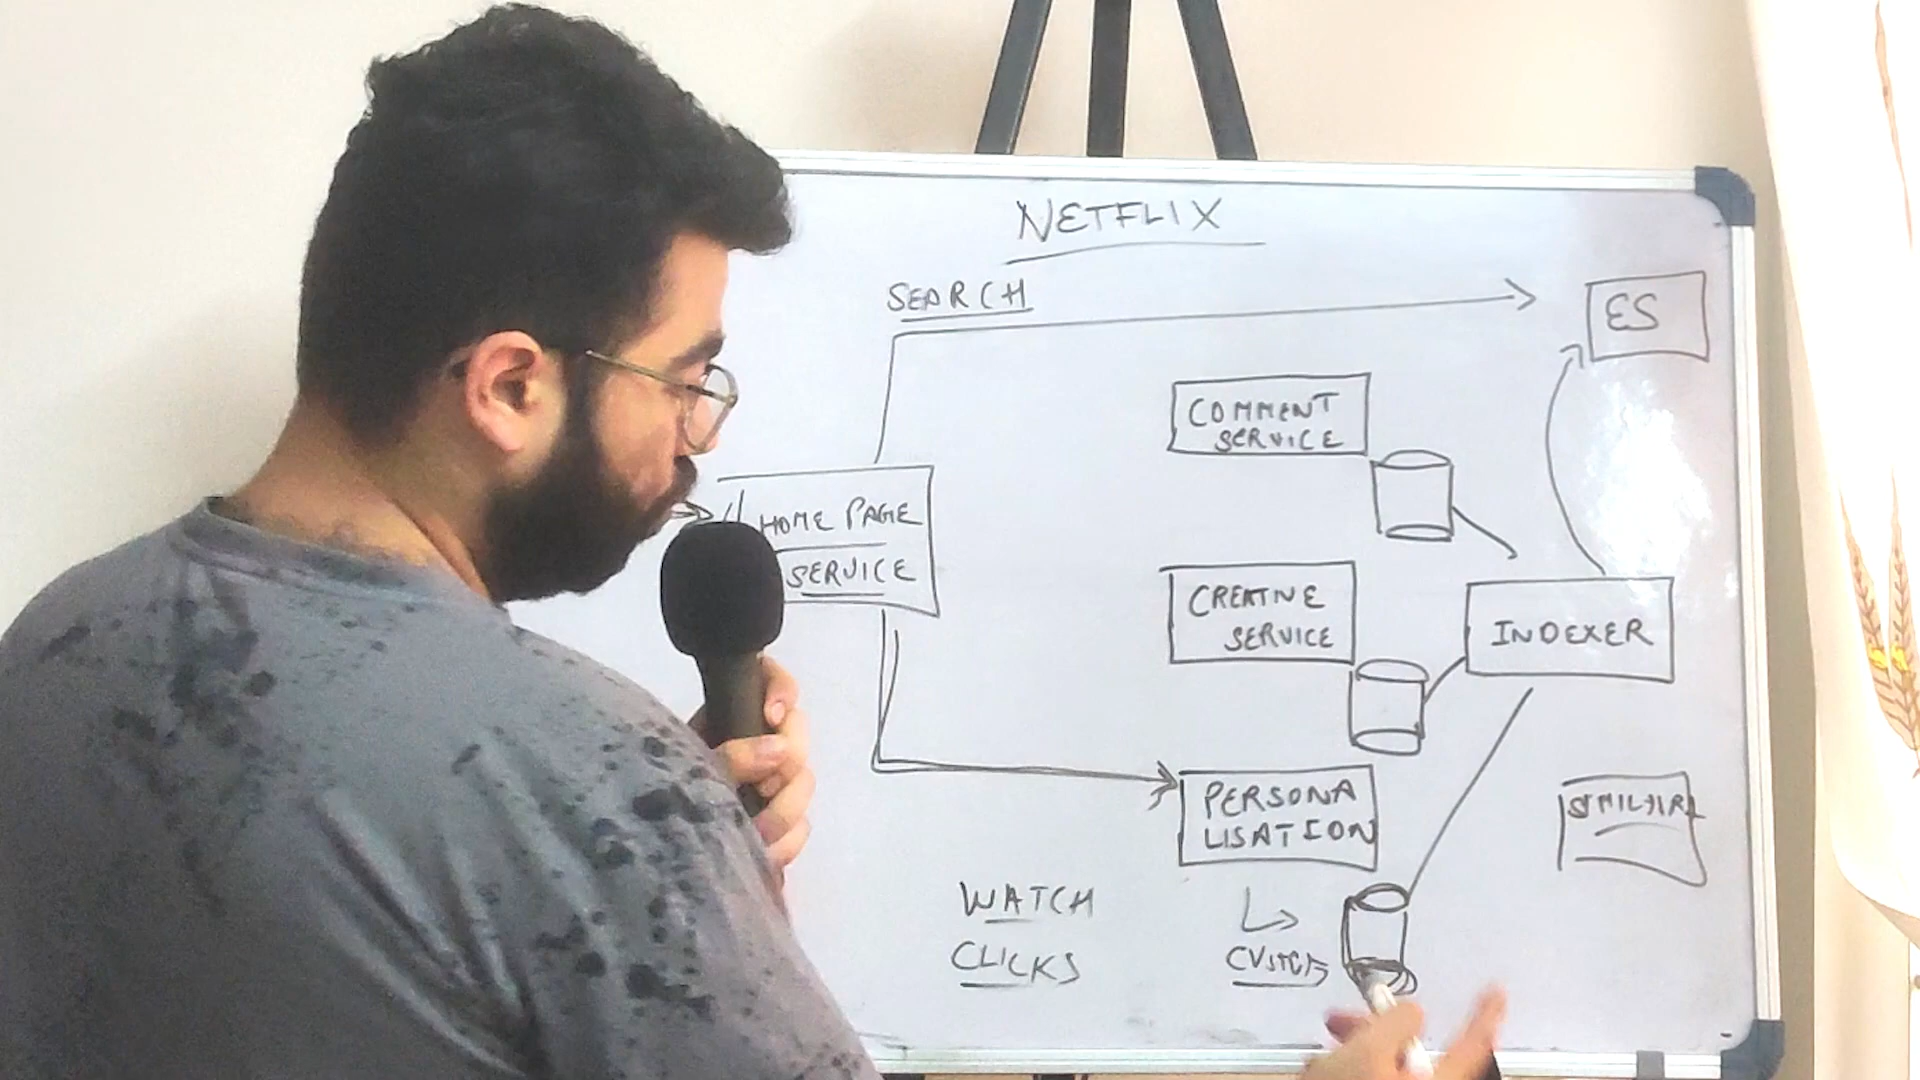 NETFLIX
SEARCH
ES
COMMENT
SERVICE
HOME PAGE
SERVICE
CREATIVE
SERVICE
INDEXER
PERSONA
LISATION
WATCH
CLICKS